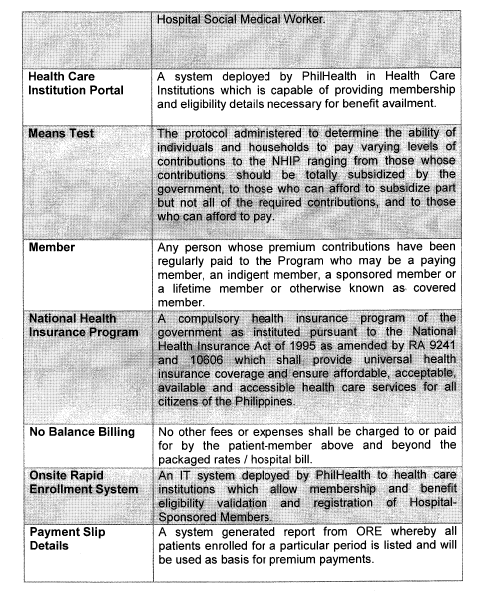 Hospital Social Medical Worker.
Health Care
Institution Portal
A system deployed by PhilHealth in Health Care
Institutions which is capable of providing membership
and eligibility details necessary for benefit availment.
Means Test
The protocol administered to determine the ability of
individuals and households to pay varying levels of
contributions to the NHIP ranging from those whose
contributions should be totally subsidized by the
government, to those who can afford to subsidize part
but not all of the required contributions, and to those
who can afford to pay.
Member
Any person whose premium contributions have been
regularly paid to the Program who may be a paying
member, an indigent member, a sponsored member or
a lifetime member or otherwise known as covered
member.
National Health
Insurance Program
A compulsory health insurance program of the
government as instituted pursuant to the National
Health Insurance Act of 1995 as amended by RA 9241
and 10606 which shall provide universal health
insurance coverage and ensure affordable, acceptable,
available and accessible health care services for all
citizens of the Philippines.
No Balance Billing
No other fees or expenses shall be charged to or paid
for by the patient-member above and beyond the
packaged rates / hospital bill.
Onsite Rapid
Enrollment System
An IT system deployed by PhilHealth to health care
institutions which allow membership and benefit
eligibility validation and registration of Hospital-
Sponsored Members.
Payment Slip
Details
A system generated report from ORE whereby all
patients enrolled for a particular period is listed and will
be used as basis for premium payments.